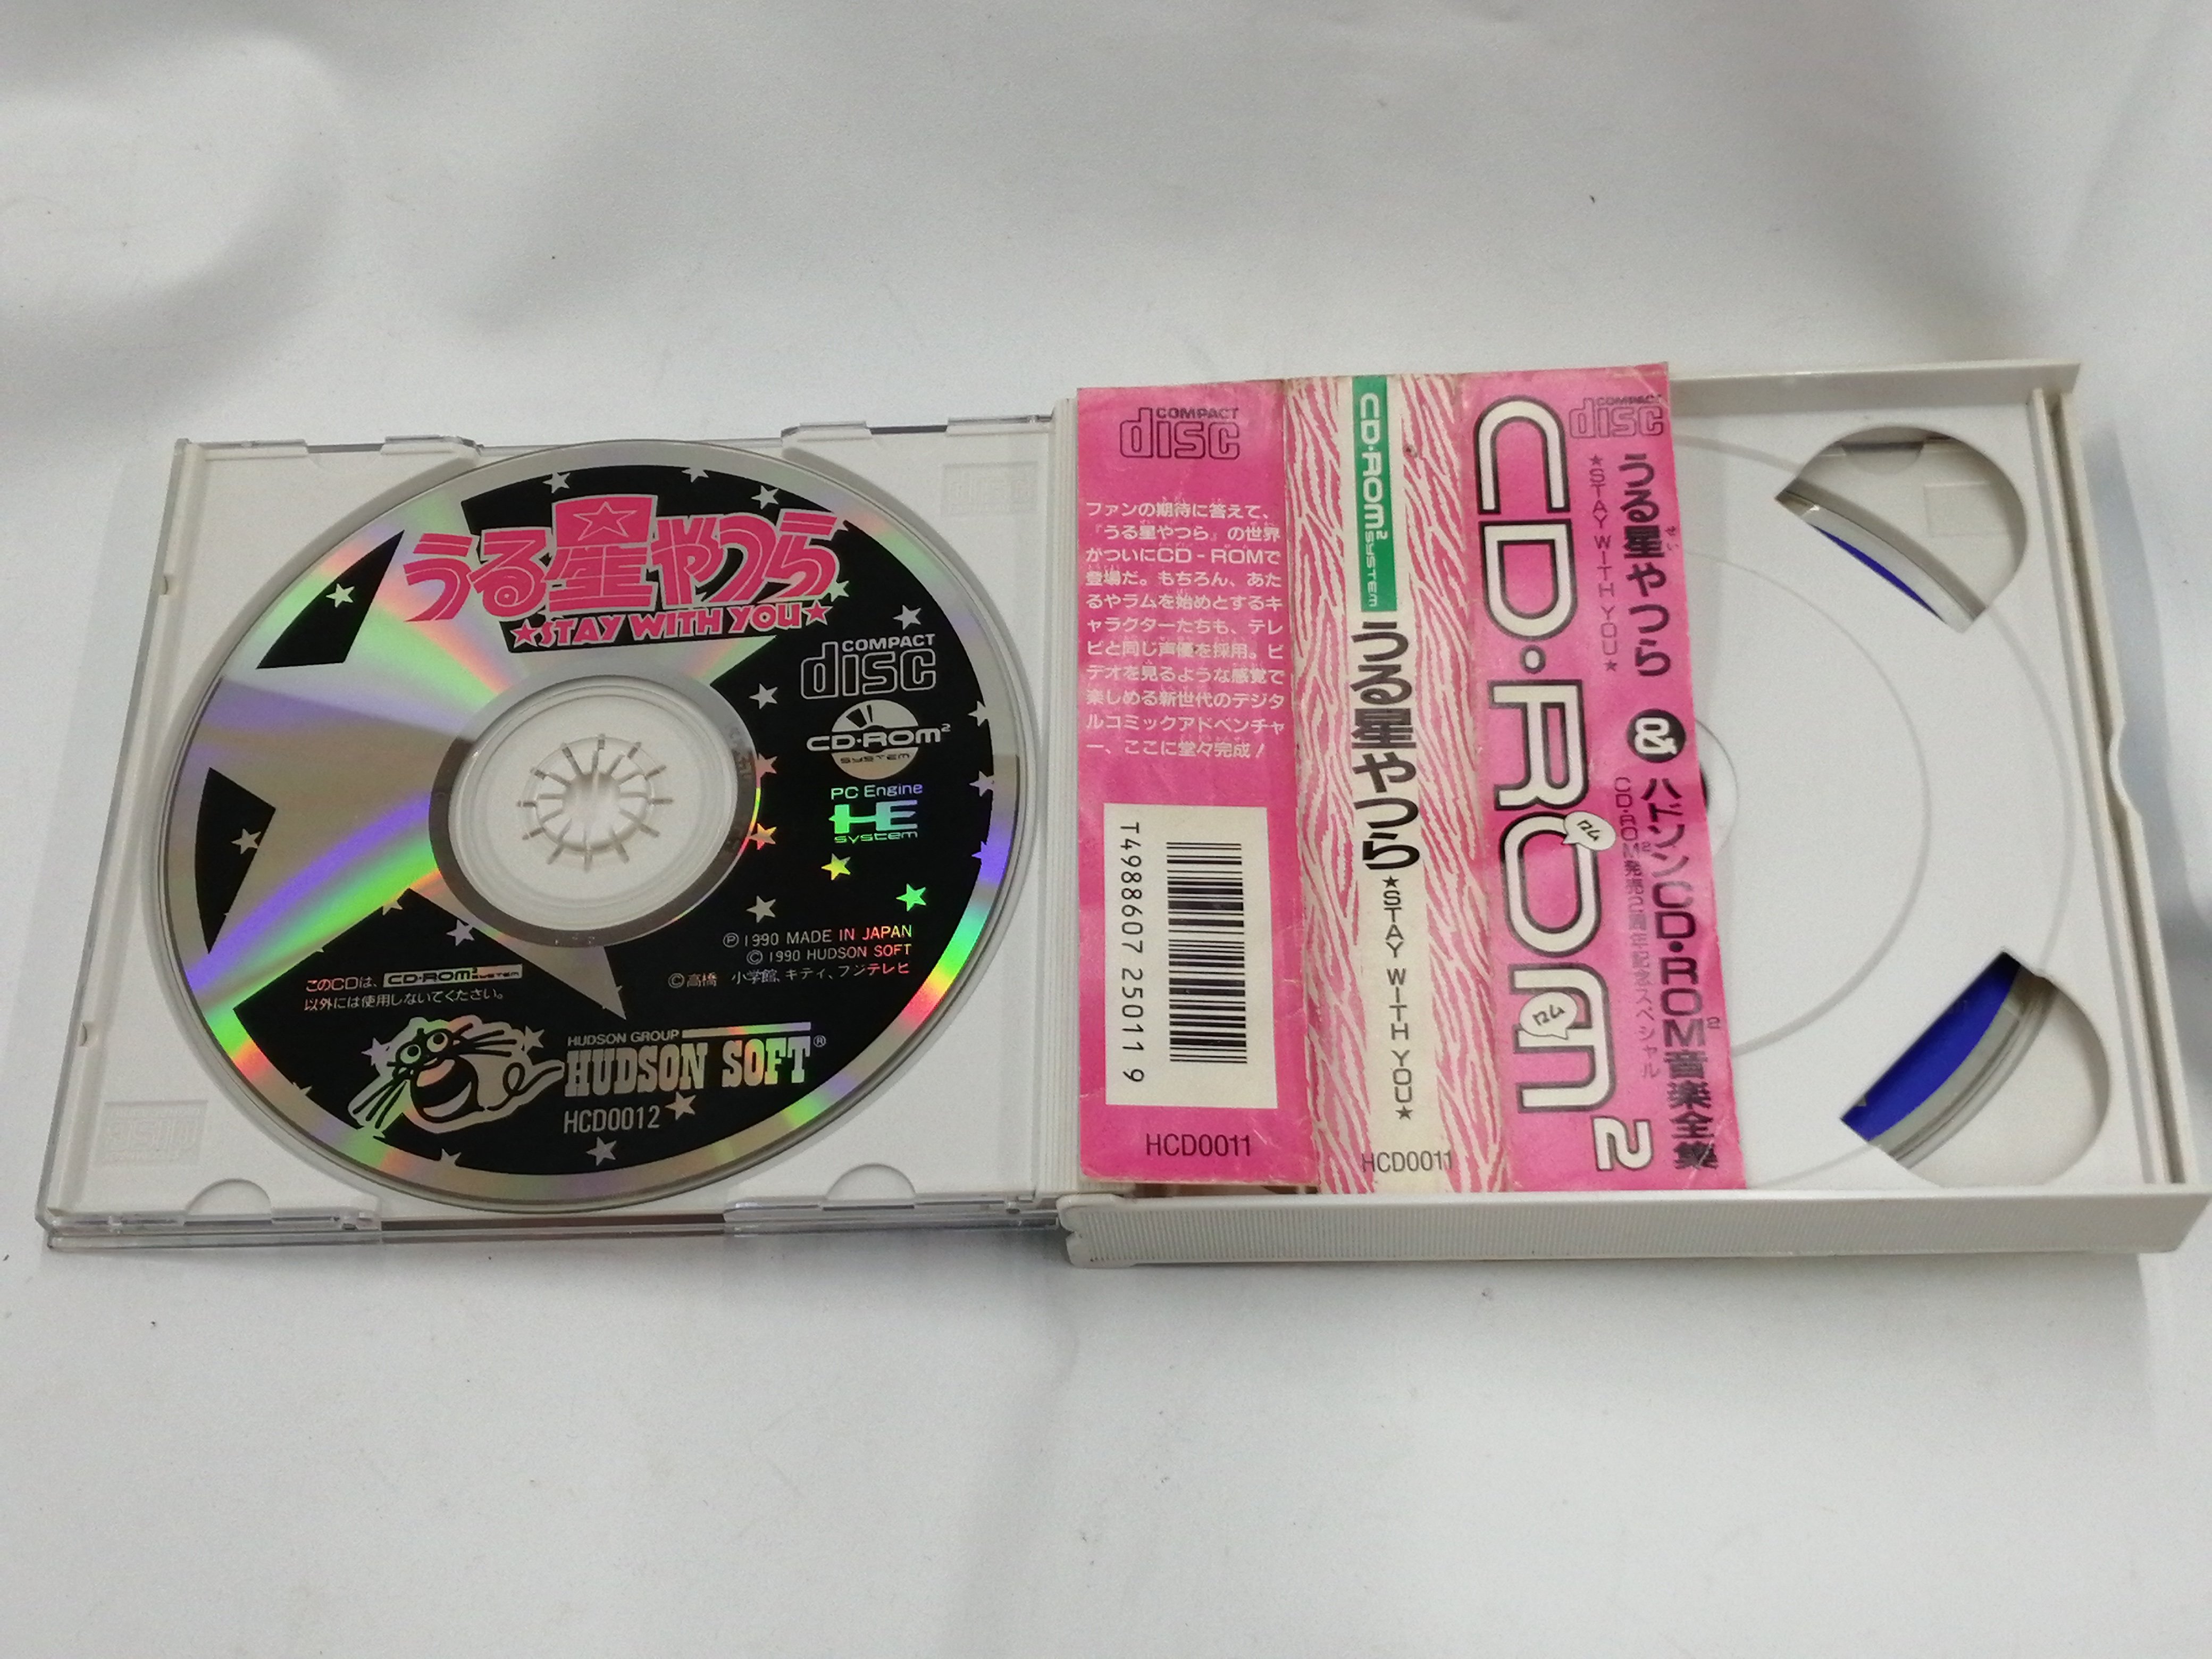 うる星やつら
★STAY WITH YOU★
COMPACT
disc
CD-ROM2
SYSTEM
PC Engine
HE
system
Ⓟ1990 MADE IN JAPAN
©1990 HUDSON SOFT
©高橋 小学館、キティ、フジテレビ
このCDは、CD-ROM2 SYSTEM
以外には使用しないでください。
HUDSON GROUP
HUDSON SOFT®
HCD0012
COMPACT
disc
ファンの期待に答えて、
『うる星やつら』の世界
がついにCD-ROMで
登場だ。もちろん、あた
るやラムを始めとするキ
ャラクターたちも、テレ
ビと同じ声優を採用。ビ
デオを見るような感覚で
楽しめる新世代のデジタ
ルコミックアドベンチャ
ー、ここに堂々完成!
T4988607 25011 9
HCD0011
CD・ROM2 SYSTEM
うる星やつら
★STAY WITH YOU★
HCD0011
CD・ROM2
ロム
ロム
COMPACT
disc
うる星やつら
せい
★STAY WITH YOU★
&
ハドソンCD・ROM2音楽全集
CD・ROM2発売2周年記念スペシャル